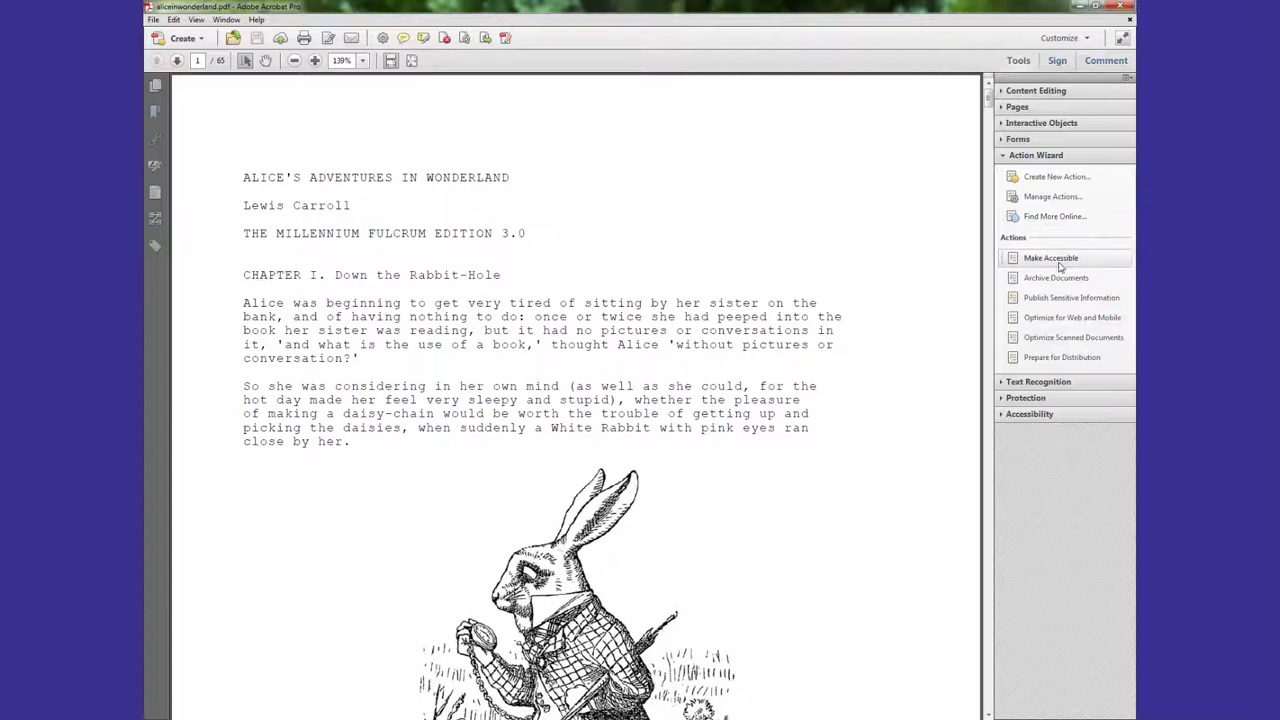 aliceinwonderland.pdf - Adobe Acrobat Pro
File Edit View Window Help
Create Customize
1 / 65 139% Tools Sign Comment
Content Editing
Pages
Interactive Objects
Forms
Action Wizard
Create New Action...
Manage Actions...
Find More Online...
Actions
Make Accessible
Archive Documents
Publish Sensitive Information
Optimize for Web and Mobile
Optimize Scanned Documents
Prepare for Distribution
Text Recognition
Protection
Accessibility
ALICE'S ADVENTURES IN WONDERLAND
Lewis Carroll
THE MILLENNIUM FULCRUM EDITION 3.0
CHAPTER I. Down the Rabbit-Hole
Alice was beginning to get very tired of sitting by her sister on the
bank, and of having nothing to do: once or twice she had peeped into the
book her sister was reading, but it had no pictures or conversations in
it, 'and what is the use of a book,' thought Alice 'without pictures or
conversation?'
So she was considering in her own mind (as well as she could, for the
hot day made her feel very sleepy and stupid), whether the pleasure
of making a daisy-chain would be worth the trouble of getting up and
picking the daisies, when suddenly a White Rabbit with pink eyes ran
close by her.